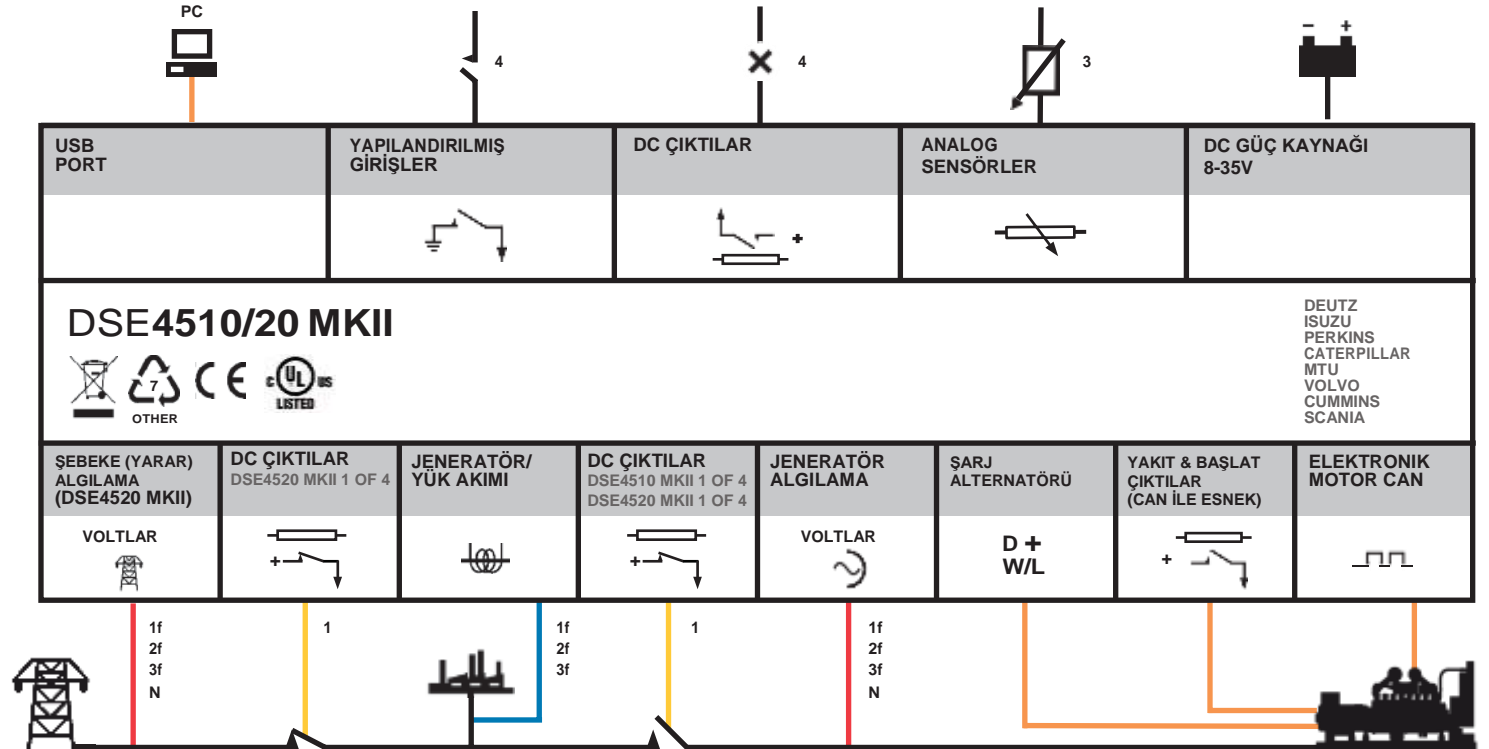 PC
4
4
3
- +
USB
PORT
YAPILANDIRILMIŞ
GİRİŞLER
DC ÇIKTILAR
ANALOG
SENSÖRLER
DC GÜÇ KAYNAĞI
8-35V
+
DSE4510/20 MKII
7
OTHER
CE
c UL us
LISTED
DEUTZ
ISUZU
PERKINS
CATERPILLAR
MTU
VOLVO
CUMMINS
SCANIA
ŞEBEKE (YARAR)
ALGILAMA
(DSE4520 MKII)
VOLTLAR
DC ÇIKTILAR
DSE4520 MKII 1 OF 4
+
JENERATÖR/
YÜK AKIMI
DC ÇIKTILAR
DSE4510 MKII 1 OF 4
DSE4520 MKII 1 OF 4
+
JENERATÖR
ALGILAMA
VOLTLAR
ŞARJ
ALTERNATÖRÜ
D +
W/L
YAKIT & BAŞLAT
ÇIKTILAR
(CAN İLE ESNEK)
+
ELEKTRONIK
MOTOR CAN
1f
2f
3f
N
1
1f
2f
3f
1
1f
2f
3f
N